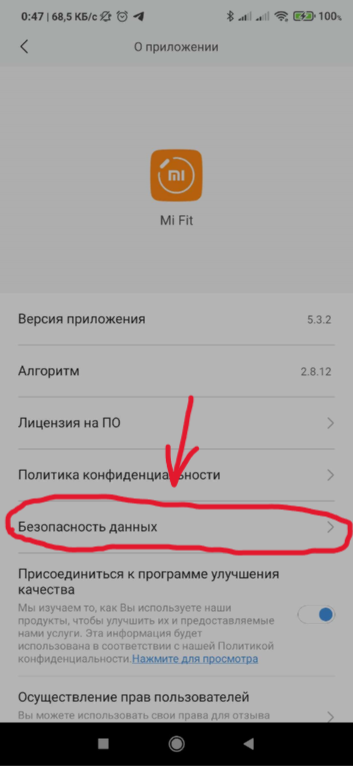 0:47 | 68,5 КБ/с 100%
О приложении
mi
Mi Fit
Версия приложения 5.3.2
Алгоритм 2.8.12
Лицензия на ПО
Политика конфиденциальности
Безопасность данных
Присоединиться к программе улучшения
качества
Мы изучаем то, как Вы используете наши
продукты, чтобы улучшить их и предоставляемые
нами услуги. Эта информация будет
использована в соответствии с нашей Политикой
конфиденциальности.Нажмите для просмотра
Осуществление прав пользователей
Вы можете использовать свои права для отзыва